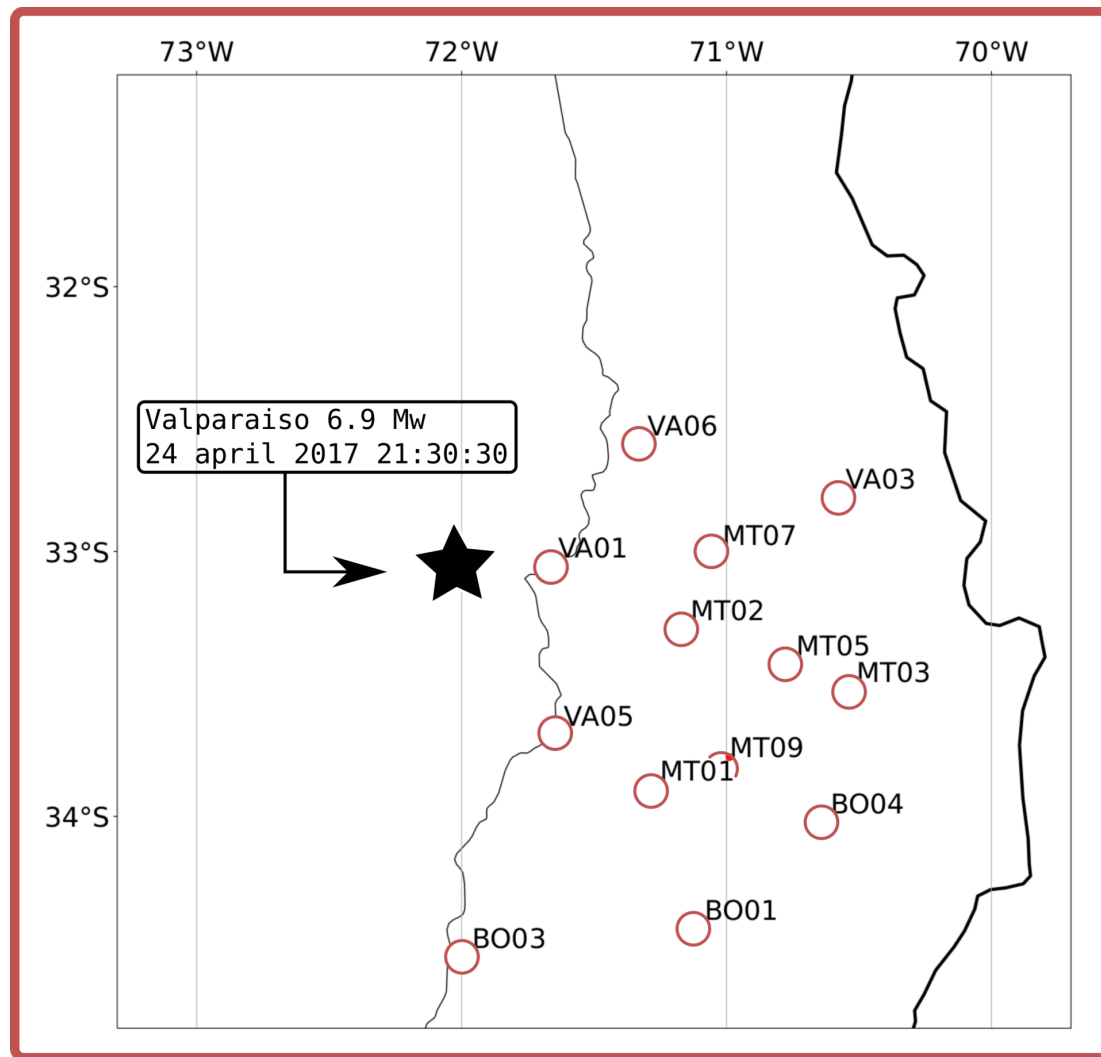 73°W
72°W
71°W
70°W
32°S
Valparaiso 6.9 Mw
24 april 2017 21:30:30
VA06
VA03
33°S
VA01
MT07
MT02
MT05
MT03
VA05
MT09
MT01
34°S
BO04
BO01
BO03